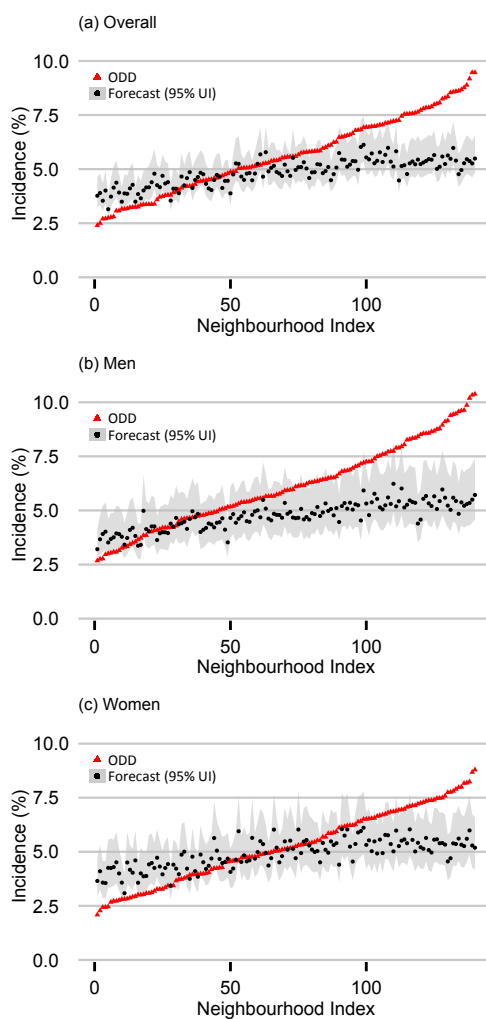 (a) Overall
10.0
ODD
Forecast (95% UI)
7.5
5.0
2.5
0.0
Incidence (%)
0 50 100
Neighbourhood Index
(b) Men
10.0
ODD
Forecast (95% UI)
7.5
5.0
2.5
0.0
Incidence (%)
0 50 100
Neighbourhood Index
(c) Women
10.0
ODD
Forecast (95% UI)
7.5
5.0
2.5
0.0
Incidence (%)
0 50 100
Neighbourhood Index